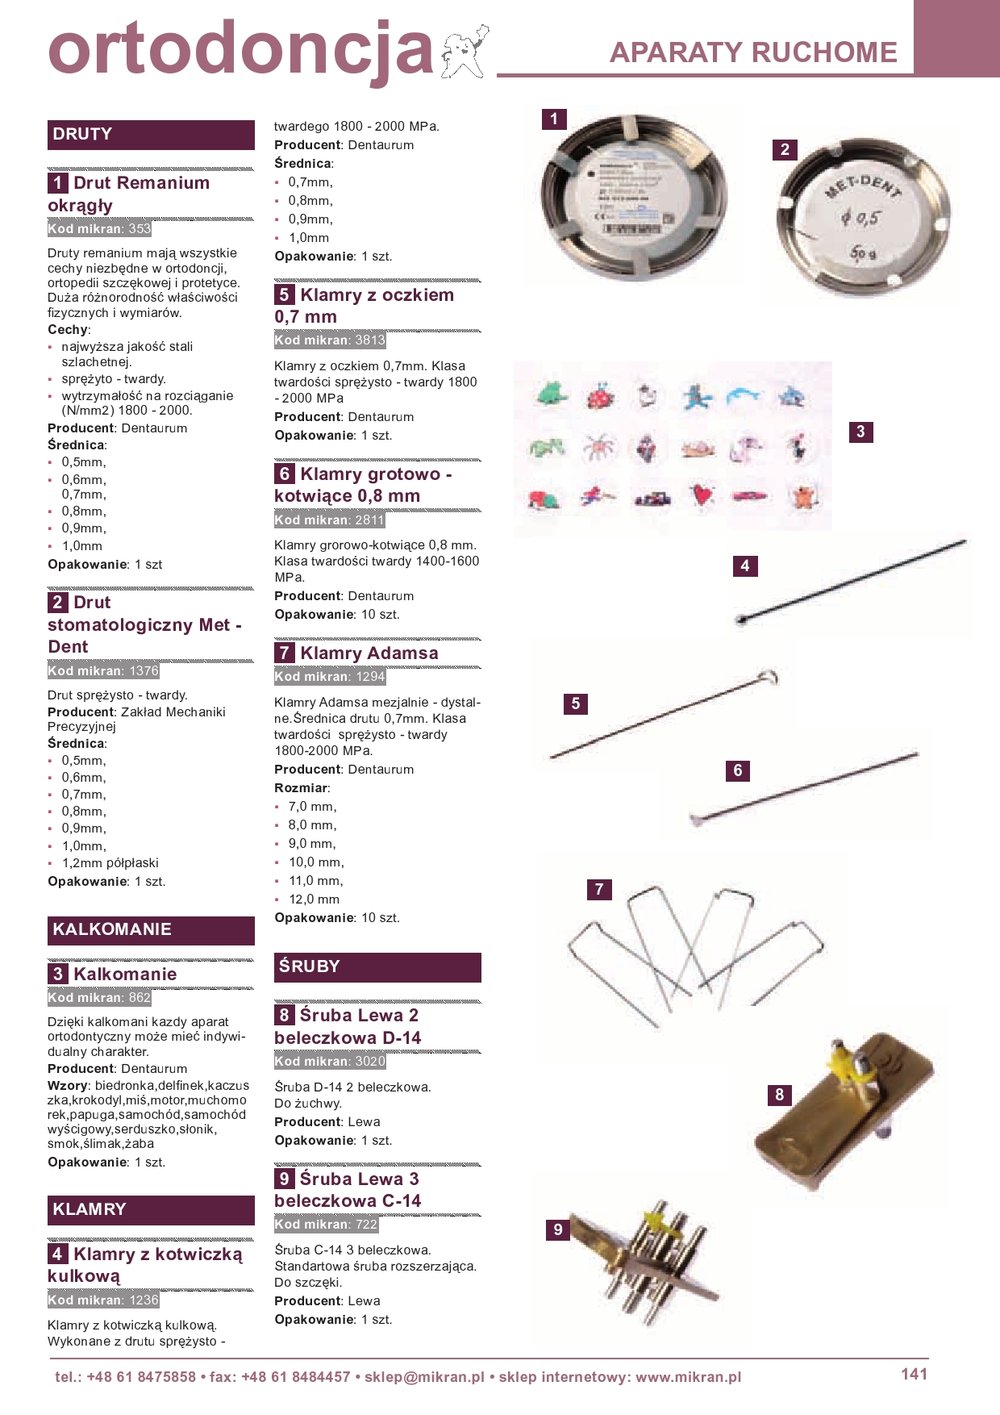 ortodoncja
APARATY RUCHOME
DRUTY
1 Drut Remanium
okrągły
Kod mikran: 353
Druty remanium mają wszystkie
cechy niezbędne w ortodoncji,
ortopedii szczękowej i protetyce.
Duża różnorodność właściwości
fizycznych i wymiarów.
Cechy:
▪ najwyższa jakość stali
szlachetnej.
▪ sprężyto - twardy.
▪ wytrzymałość na rozciąganie
(N/mm2) 1800 - 2000.
Producent: Dentaurum
Średnica:
▪ 0,5mm,
▪ 0,6mm,
0,7mm,
▪ 0,8mm,
▪ 0,9mm,
▪ 1,0mm
Opakowanie: 1 szt
2 Drut
stomatologiczny Met -
Dent
Kod mikran: 1376
Drut sprężysto - twardy.
Producent: Zakład Mechaniki
Precyzyjnej
Średnica:
▪ 0,5mm,
▪ 0,6mm,
▪ 0,7mm,
▪ 0,8mm,
▪ 0,9mm,
▪ 1,0mm,
▪ 1,2mm półpłaski
Opakowanie: 1 szt.
KALKOMANIE
3 Kalkomanie
Kod mikran: 862
Dzięki kalkomani kazdy aparat
ortodontyczny może mieć indywi-
dualny charakter.
Producent: Dentaurum
Wzory: biedronka,delfinek,kaczus
zka,krokodyl,miś,motor,muchomo
rek,papuga,samochód,samochód
wyścigowy,serduszko,słonik,
smok,ślimak,żaba
Opakowanie: 1 szt.
KLAMRY
4 Klamry z kotwiczką
kulkową
Kod mikran: 1236
Klamry z kotwiczką kulkową.
Wykonane z drutu sprężysto -
twardego 1800 - 2000 MPa.
Producent: Dentaurum
Średnica:
▪ 0,7mm,
▪ 0,8mm,
▪ 0,9mm,
▪ 1,0mm
Opakowanie: 1 szt.
5 Klamry z oczkiem
0,7 mm
Kod mikran: 3813
Klamry z oczkiem 0,7mm. Klasa
twardości sprężysto - twardy 1800
- 2000 MPa
Producent: Dentaurum
Opakowanie: 1 szt.
6 Klamry grotowo -
kotwiące 0,8 mm
Kod mikran: 2811
Klamry grorowo-kotwiące 0,8 mm.
Klasa twardości twardy 1400-1600
MPa.
Producent: Dentaurum
Opakowanie: 10 szt.
7 Klamry Adamsa
Kod mikran: 1294
Klamry Adamsa mezjalnie - dystal-
ne.Średnica drutu 0,7mm. Klasa
twardości sprężysto - twardy
1800-2000 MPa.
Producent: Dentaurum
Rozmiar:
▪ 7,0 mm,
▪ 8,0 mm,
▪ 9,0 mm,
▪ 10,0 mm,
▪ 11,0 mm,
▪ 12,0 mm
Opakowanie: 10 szt.
ŚRUBY
8 Śruba Lewa 2
beleczkowa D-14
Kod mikran: 3020
Śruba D-14 2 beleczkowa.
Do żuchwy.
Producent: Lewa
Opakowanie: 1 szt.
9 Śruba Lewa 3
beleczkowa C-14
Kod mikran: 722
Śruba C-14 3 beleczkowa.
Standartowa śruba rozszerzająca.
Do szczęki.
Producent: Lewa
Opakowanie: 1 szt.
1
2
MET-DENT
ϕ 0,5
50 g
3
4
5
6
7
8
9
tel.: +48 61 8475858 • fax: +48 61 8484457 • sklep@mikran.pl • sklep internetowy: www.mikran.pl
141